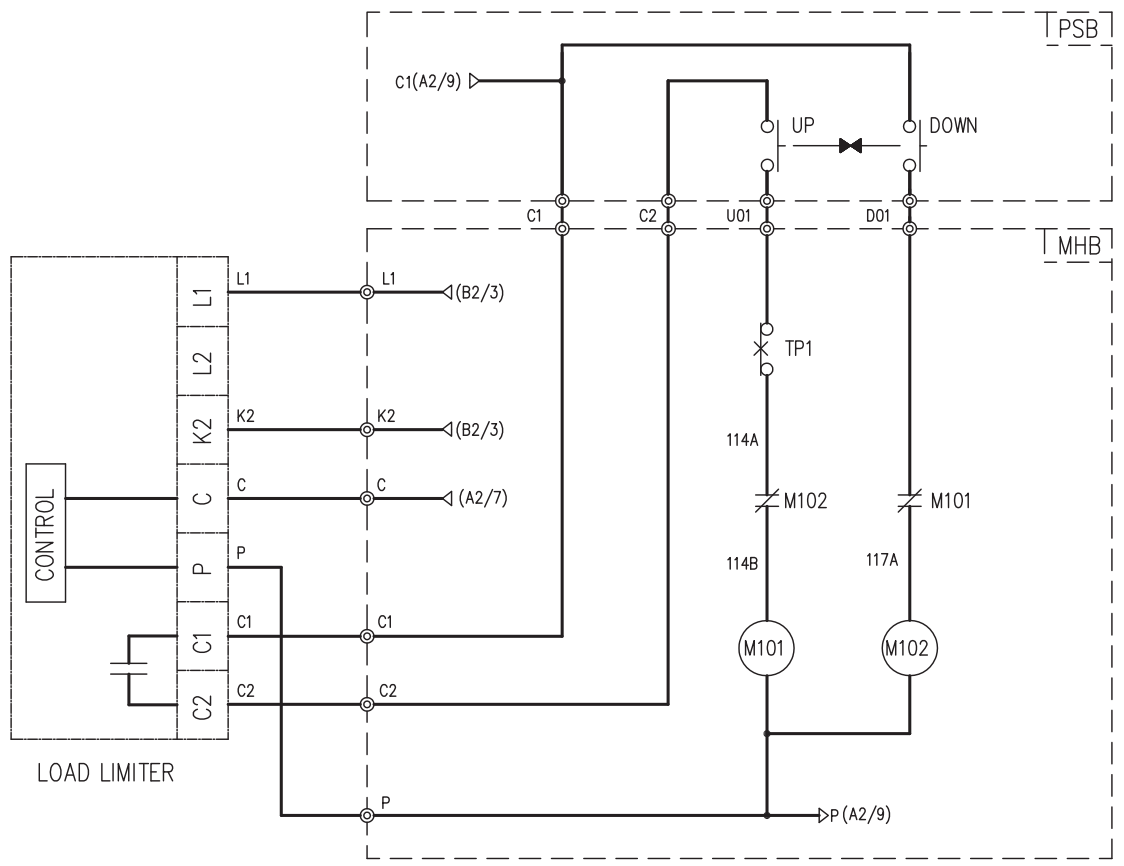 PSB
C1(A2/9)
UP
DOWN
C1
C2
U01
D01
MHB
L1
L1
L1
(B2/3)
L2
TP1
K2
K2
K2
(B2/3)
114A
C
C
C
(A2/7)
M102
M101
CONTROL
P
P
114B
117A
C1
C1
C1
M101
M102
C2
C2
C2
LOAD LIMITER
P
P(A2/9)